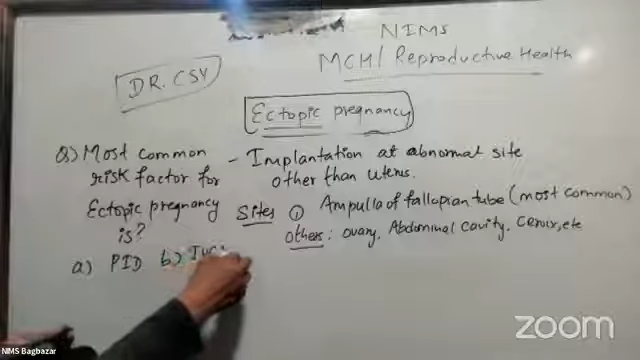 NIMS
MCH/Reproductive Health
DR. CSY
Ectopic pregnancy
Q) Most common
risk factor for
Ectopic pregnancy
is?
a) PID b)
- Implantation at abnormal site
other than uterus.
Sites ① Ampulla of fallopian tube (most common)
others: ovary, Abdominal cavity, Cervix, etc
zoom
NIMS Bagbazar